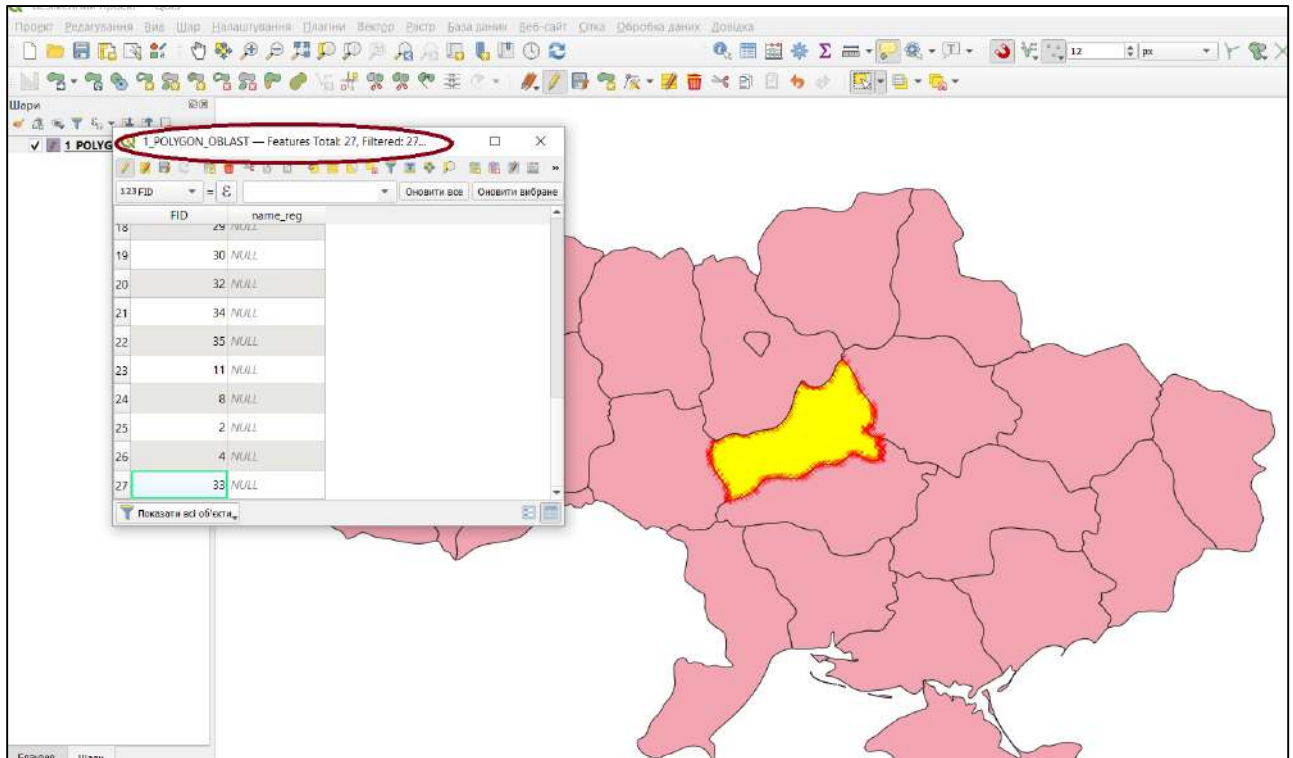 Проект Редагування Вид Шар Налаштування Плагіни Вектор Растр База даних Веб-сайт Сітка Обробка даних Довідка
12 px
Шари
1_POLYG
1_POLYGON_OBLAST — Features Total: 27, Filtered: 27...
123 FID = ε Оновити все Оновити вибране
FID name_reg
18 29 NULL
19 30 NULL
20 32 NULL
21 34 NULL
22 35 NULL
23 11 NULL
24 8 NULL
25 2 NULL
26 4 NULL
27 33 NULL
Показати всі об'єкти